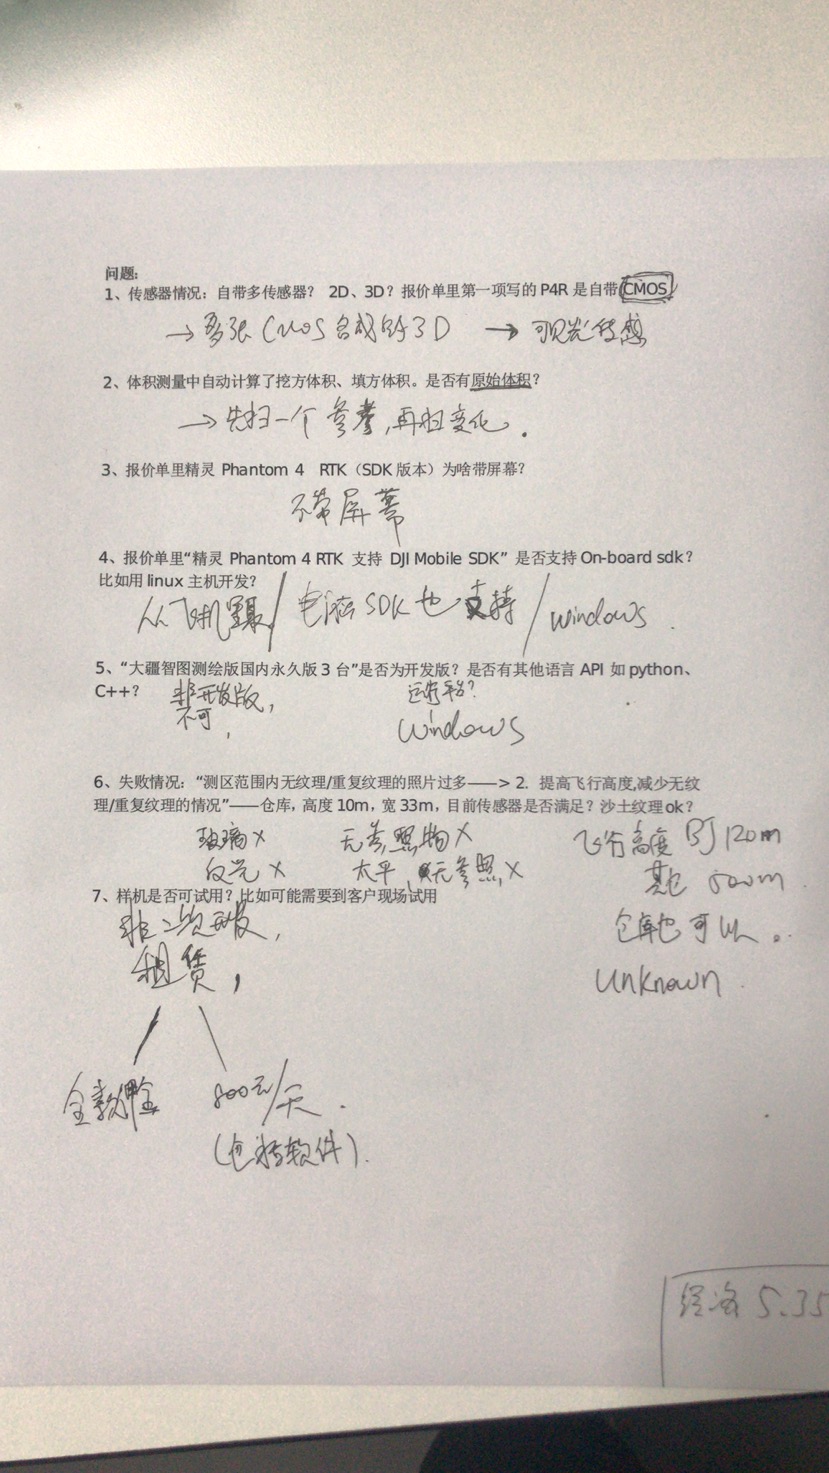 问题：
1、传感器情况：自带多传感器？ 2D、3D？报价单里第一项写的 P4R 是自带 CMOS
→ 多张 CMOS 合成的 3D → 可见光传感
2、体积测量中自动计算了挖方体积、填方体积。是否有原始体积？
→ 先扫一个参考，再扫变化。
3、报价单里精灵 Phantom 4 RTK（SDK 版本）为啥带屏幕？
不带屏幕
4、报价单里“精灵 Phantom 4 RTK 支持 DJI Mobile SDK” 是否支持 On-board sdk？
比如用 linux 主机开发？
从飞机 / SDK 也支持 / windows.
5、“大疆智图测绘版国内永久版 3 台”是否为开发版？是否有其他语言 API 如 python、
C++？ 非开发版， 运行平台？
不可， Windows
6、失败情况：“测区范围内无纹理/重复纹理的照片过多——> 2. 提高飞行高度,减少无纹
理/重复纹理的情况”——仓库，高度 10m，宽 33m，目前传感器是否满足？沙土纹理 ok？
玻璃 × 无参照物 × 飞行高度 BJ 120m
反光 × 太平，无参照，× 其它 500m
7、样机是否可试用？比如可能需要到客户现场试用
非二次开发， 仓库也可以。
租赁， Unknown.
全款押金 800元/天.
(包括软件).
5.35